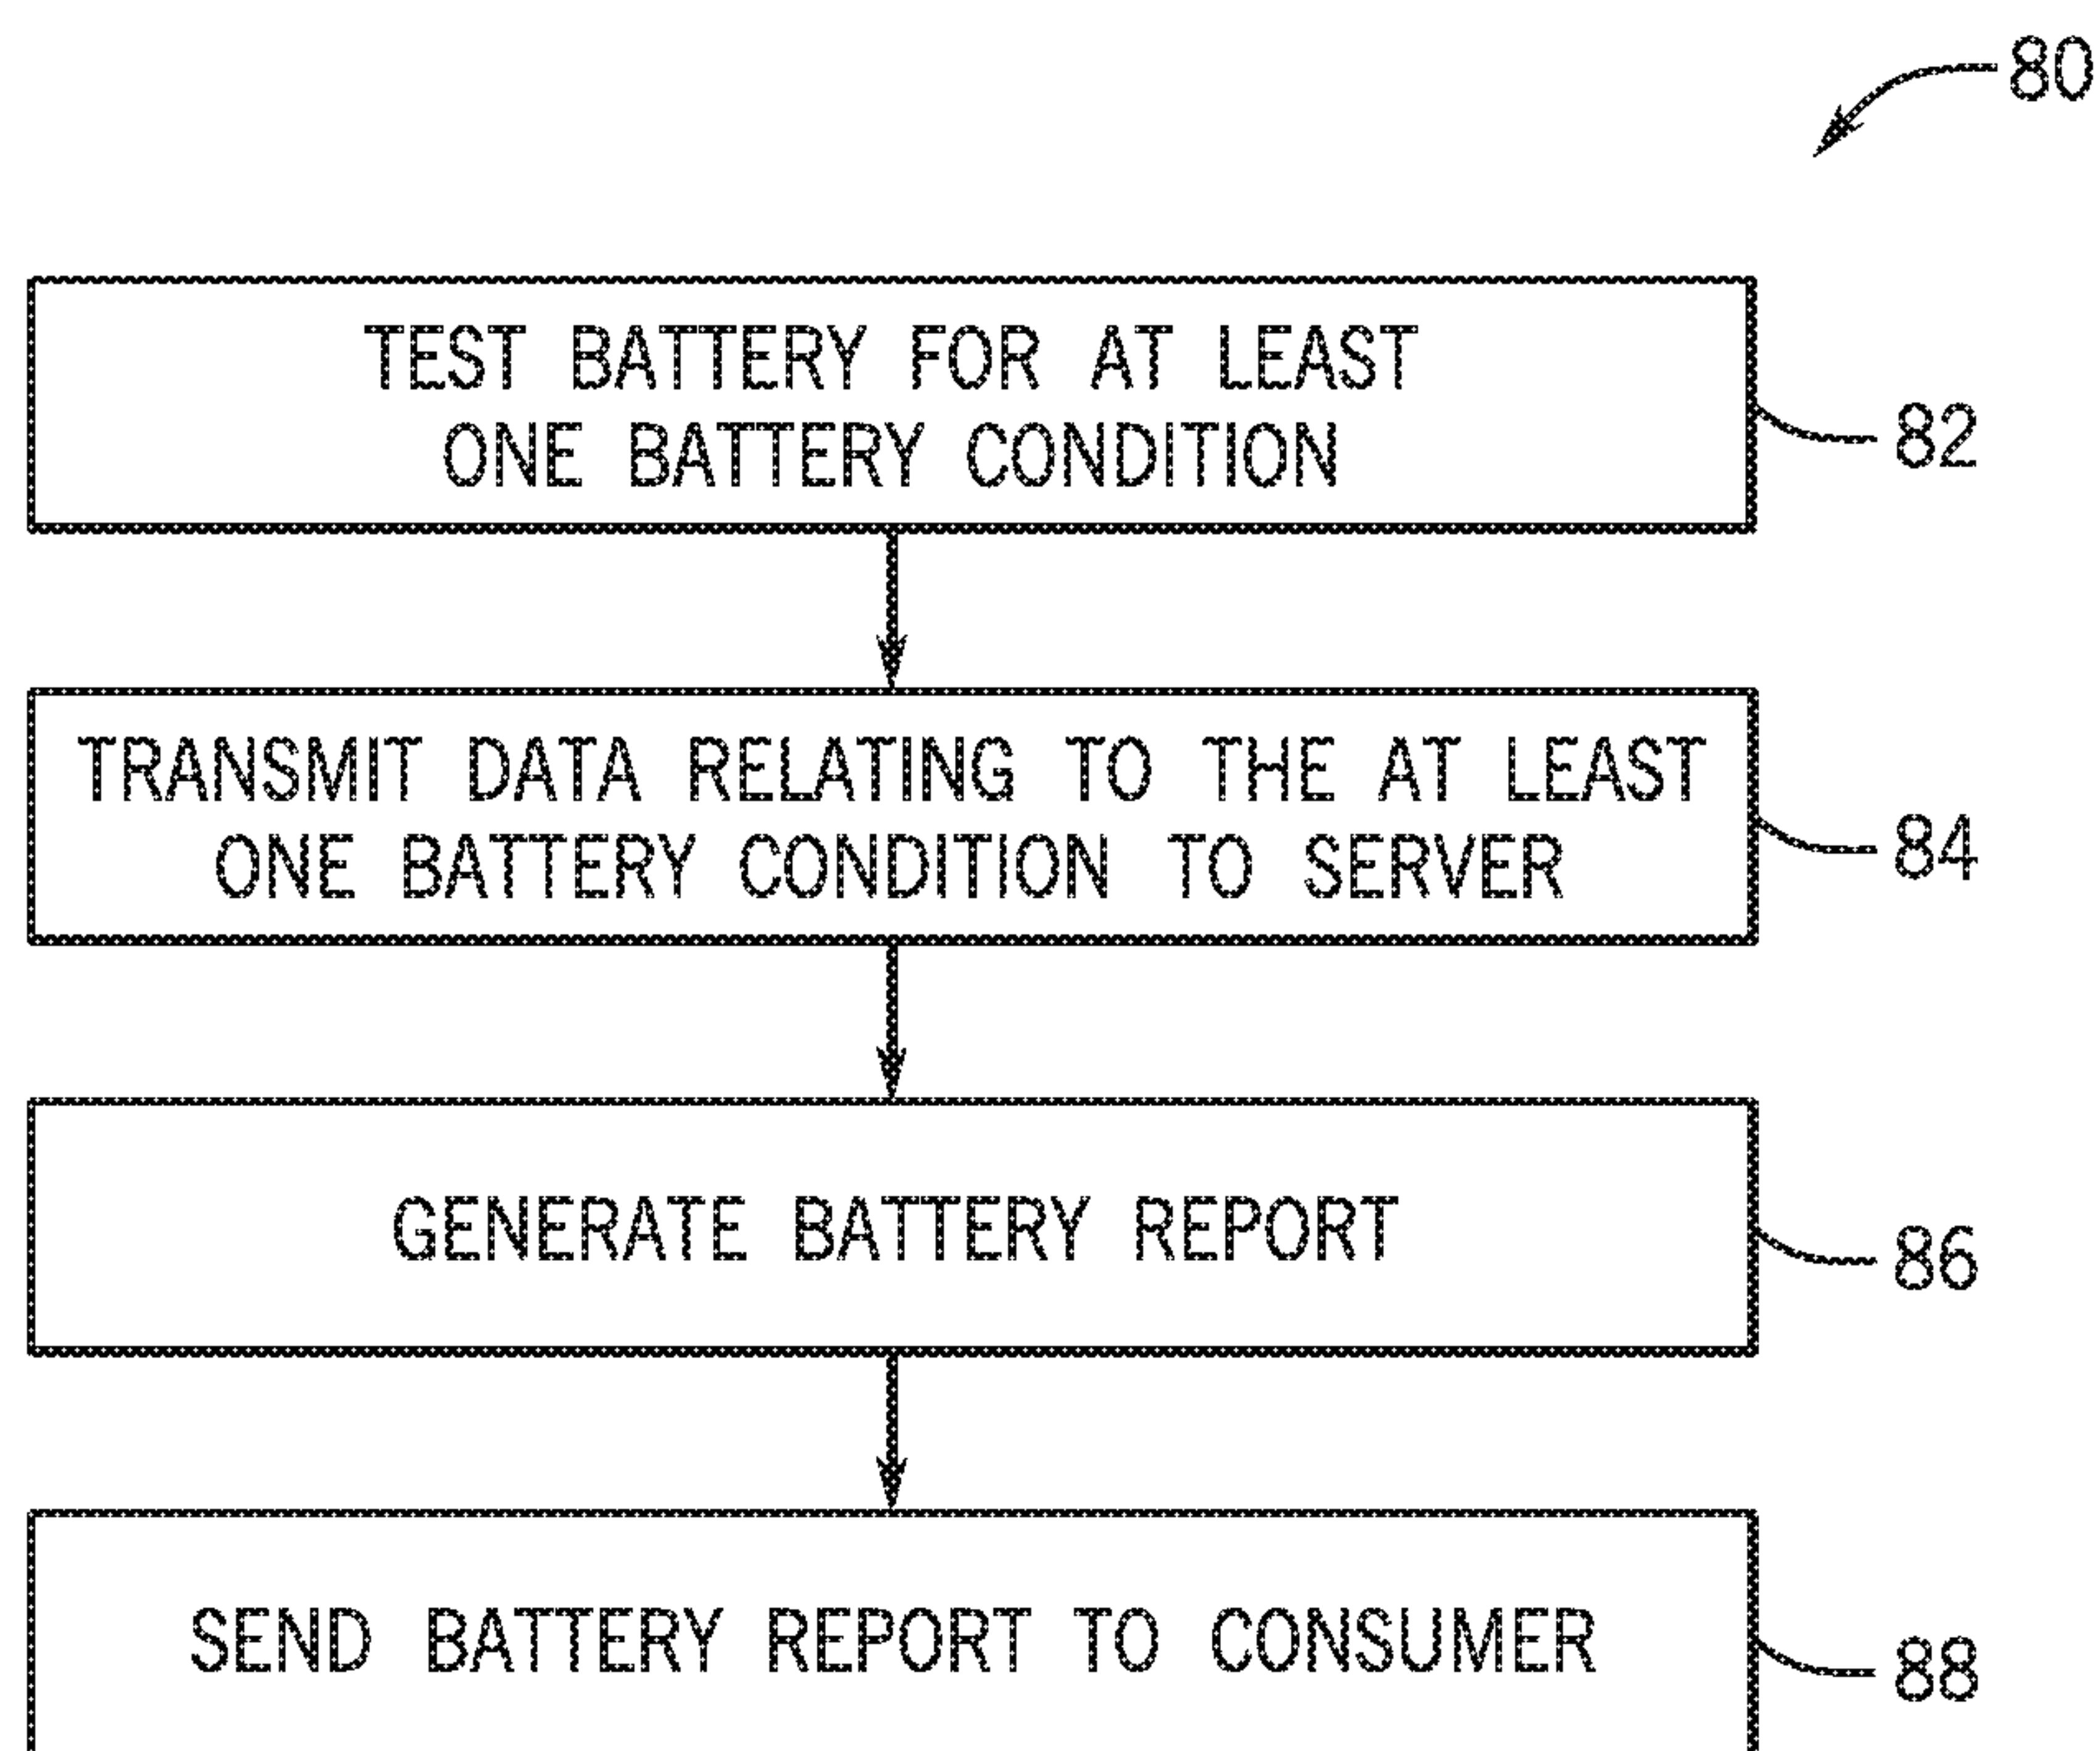 80
TEST BATTERY FOR AT LEAST
ONE BATTERY CONDITION
82
TRANSMIT DATA RELATING TO THE AT LEAST
ONE BATTERY CONDITION TO SERVER
84
GENERATE BATTERY REPORT
86
SEND BATTERY REPORT TO CONSUMER
88